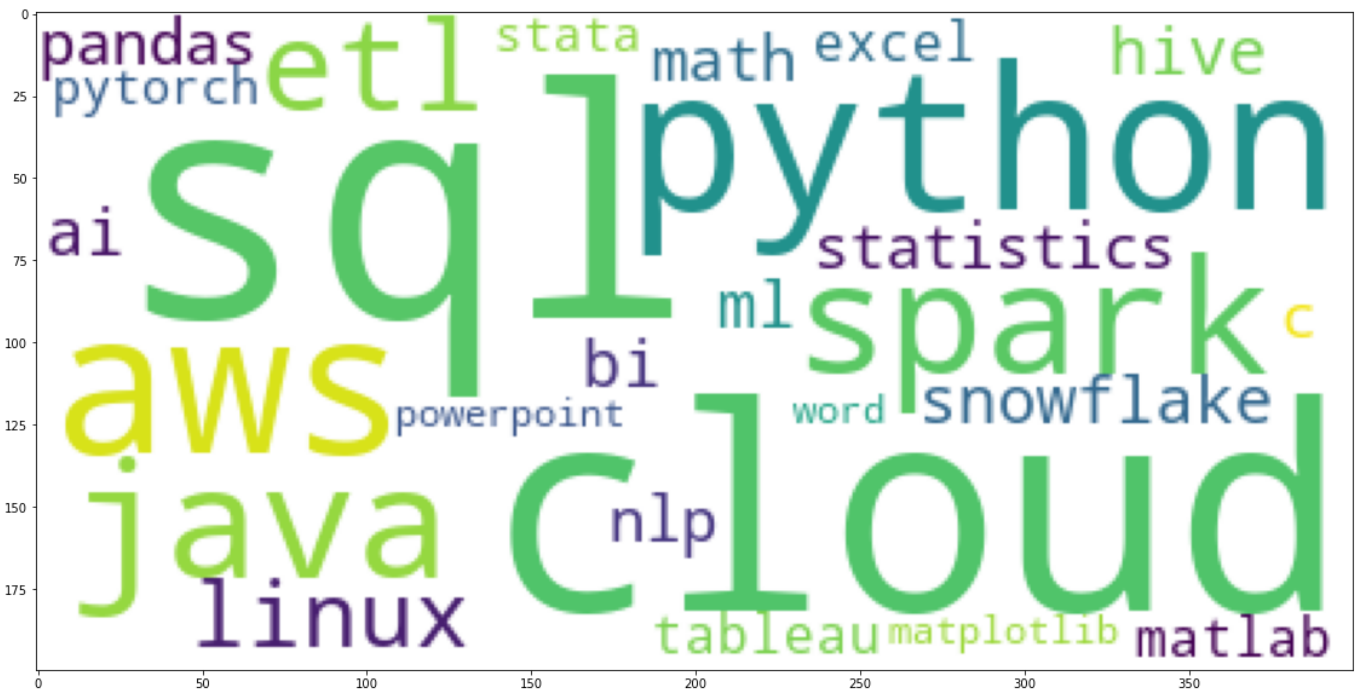 pandas
etl
stata
math
excel
hive
pytorch
sql
python
ai
statistics
ml
spark
c
aws
bi
snowflake
powerpoint
word
java
cloud
nlp
linux
tableau
matplotlib
matlab
0
25
50
75
100
125
150
175
0 50 100 150 200 250 300 350